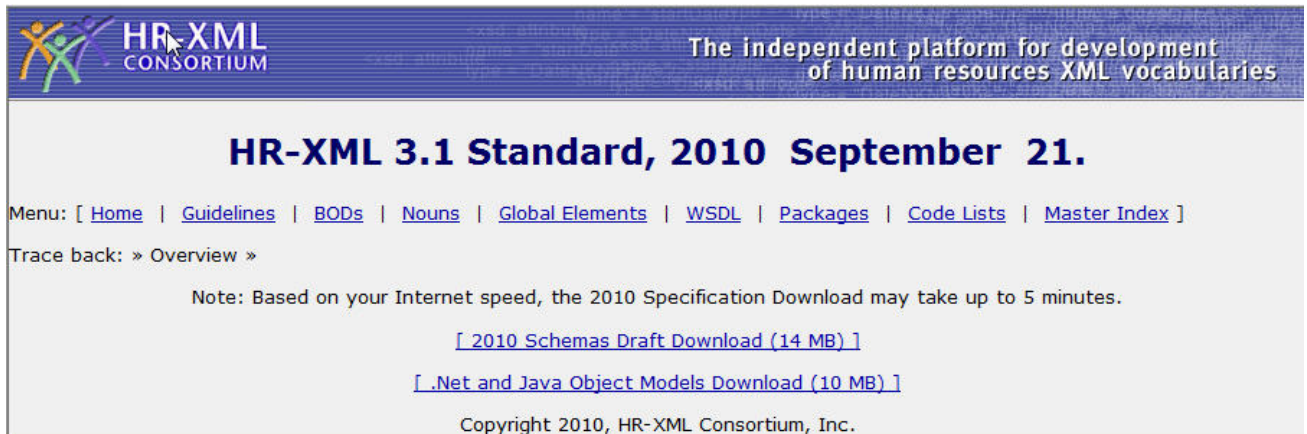 HR-XML
CONSORTIUM
The independent platform for development
of human resources XML vocabularies
HR-XML 3.1 Standard, 2010 September 21.
Menu: [ Home | Guidelines | BODs | Nouns | Global Elements | WSDL | Packages | Code Lists | Master Index ]
Trace back: » Overview »
Note: Based on your Internet speed, the 2010 Specification Download may take up to 5 minutes.
[ 2010 Schemas Draft Download (14 MB) ]
[ .Net and Java Object Models Download (10 MB) ]
Copyright 2010, HR-XML Consortium, Inc.